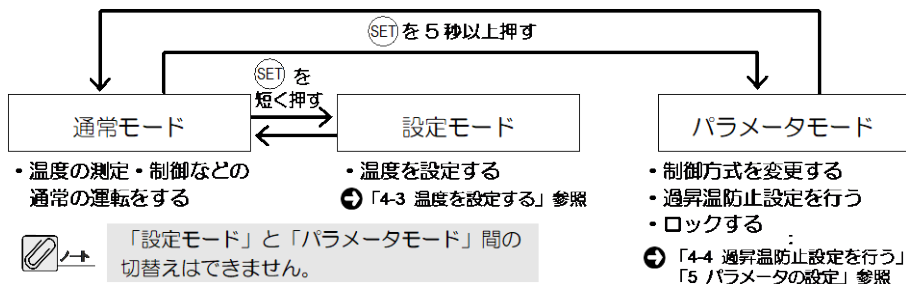 SETを5秒以上押す
SETを
短く押す
通常モード
設定モード
パラメータモード
・温度の測定・制御などの
通常の運転をする
・温度を設定する
「4-3 温度を設定する」参照
・制御方式を変更する
・過昇温防止設定を行う
・ロックする
「4-4 過昇温防止設定を行う」
「5 パラメータの設定」参照
ノート
「設定モード」と「パラメータモード」間の
切替えはできません。